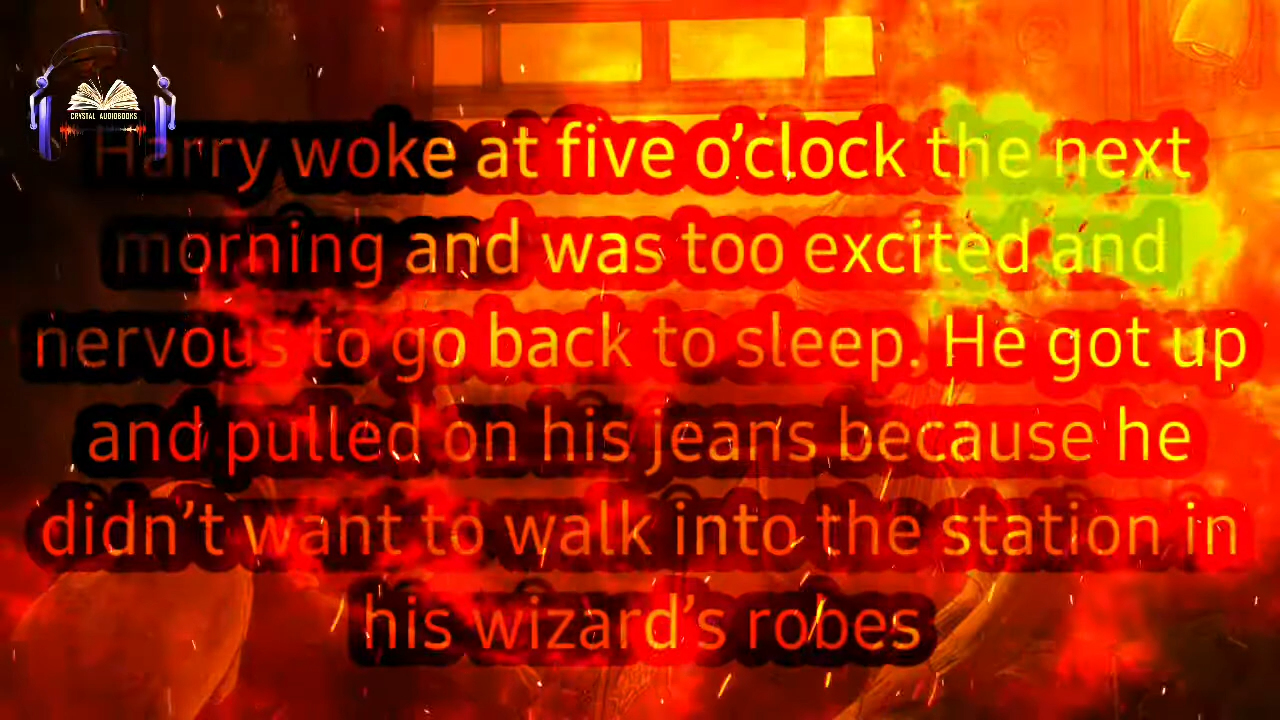 CRYSTAL AUDIOBOOKS
Harry woke at five o’clock the next
morning and was too excited and
nervous to go back to sleep. He got up
and pulled on his jeans because he
didn’t want to walk into the station in
his wizard’s robes